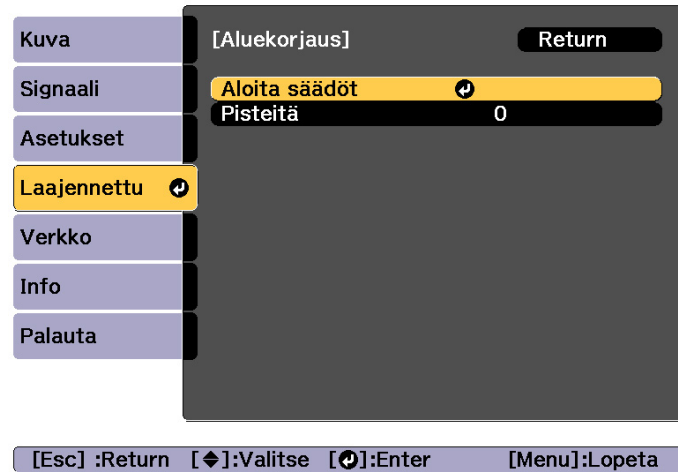 Kuva
Signaali
Asetukset
Laajennettu
Verkko
Info
Palauta
[Aluekorjaus] Return
Aloita säädöt
Pisteitä 0
[Esc] :Return [◆]:Valitse [↵]:Enter [Menu]:Lopeta